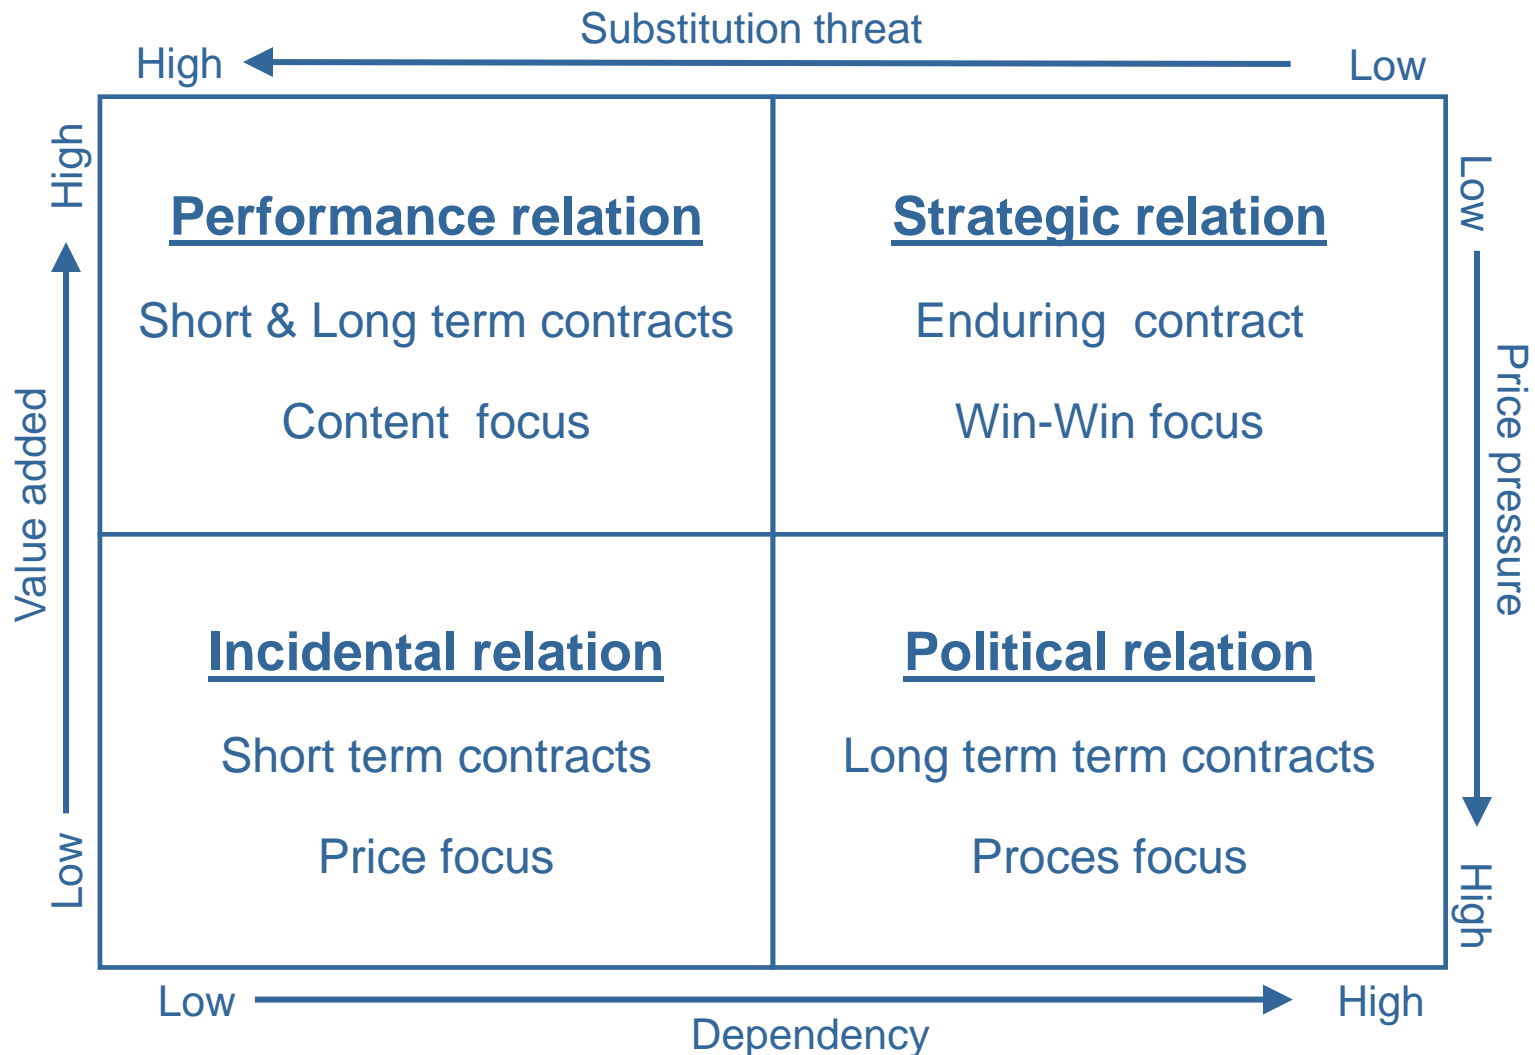 Substitution threat
High
Low
High
Low
Performance relation
Strategic relation
Short & Long term contracts
Enduring  contract
Content  focus
Win-Win focus
Value added
Price pressure
Incidental relation
Political relation
Short term contracts
Long term term contracts
Price focus
Proces focus
Low
High
Low
High
Dependency